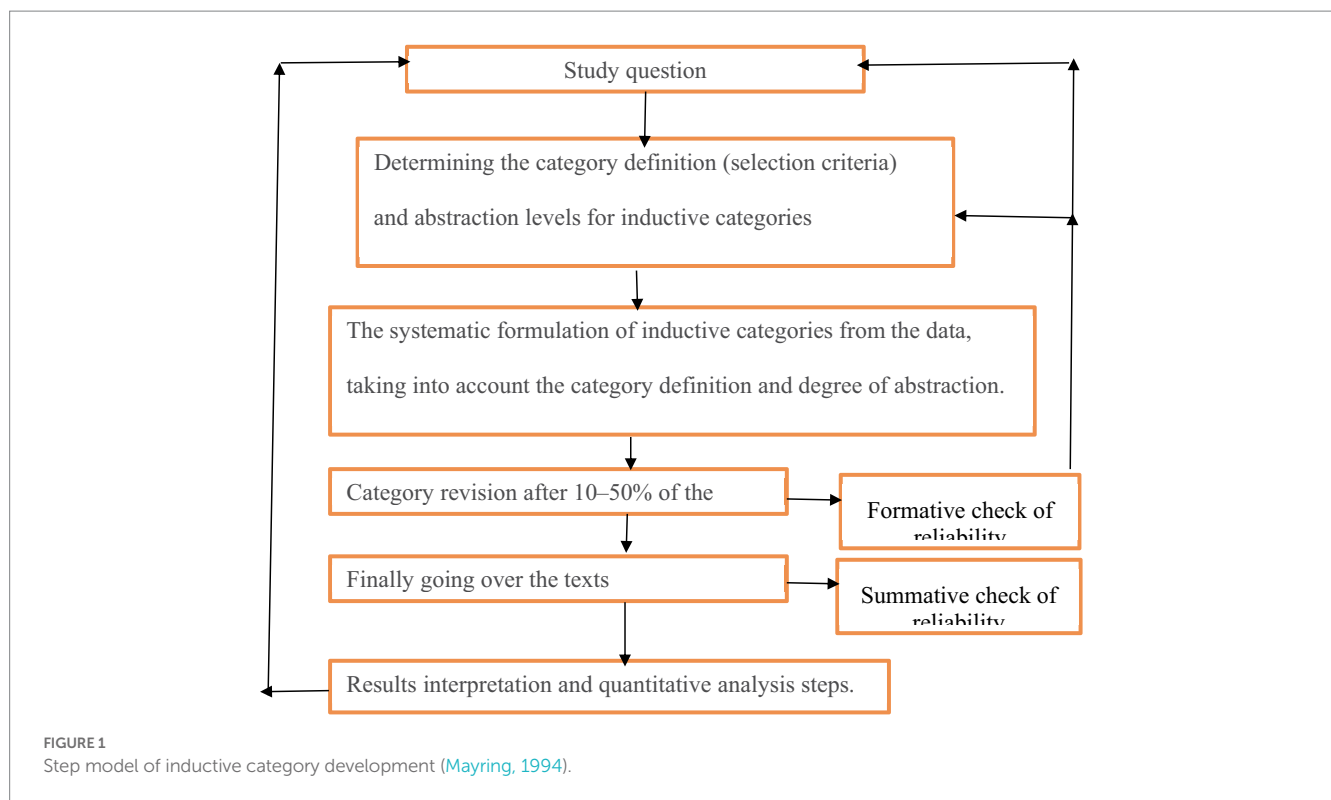 Study question
Determining the category definition (selection criteria)
and abstraction levels for inductive categories
The systematic formulation of inductive categories from the data,
taking into account the category definition and degree of abstraction.
Category revision after 10–50% of the
Formative check of
reliability
Finally going over the texts
Summative check of
reliability
Results interpretation and quantitative analysis steps.
FIGURE 1
Step model of inductive category development (Mayring, 1994).